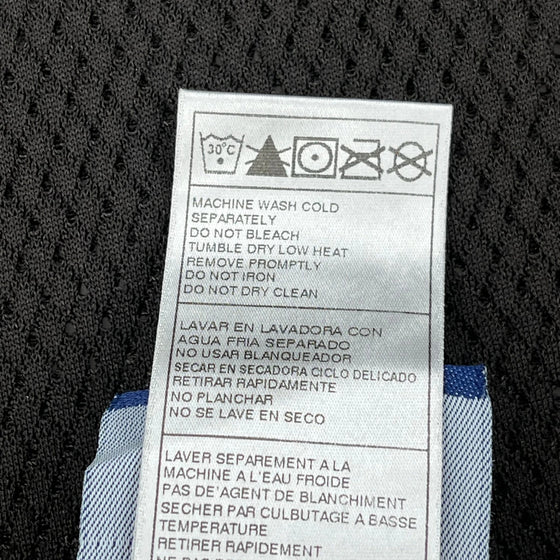 30°C
MACHINE WASH COLD
SEPARATELY
DO NOT BLEACH
TUMBLE DRY LOW HEAT
REMOVE PROMPTLY
DO NOT IRON
DO NOT DRY CLEAN
LAVAR EN LAVADORA CON
AGUA FRIA SEPARADO
NO USAR BLANQUEADOR
SECAR EN SECADORA CICLO DELICADO
RETIRAR RAPIDAMENTE
NO PLANCHAR
NO SE LAVE EN SECO
LAVER SEPAREMENT A LA
MACHINE A L'EAU FROIDE
PAS DE'AGENT DE BLANCHIMENT
SECHER PAR CULBUTAGE A BASSE
TEMPERATURE
RETIRER RAPIDEMENT